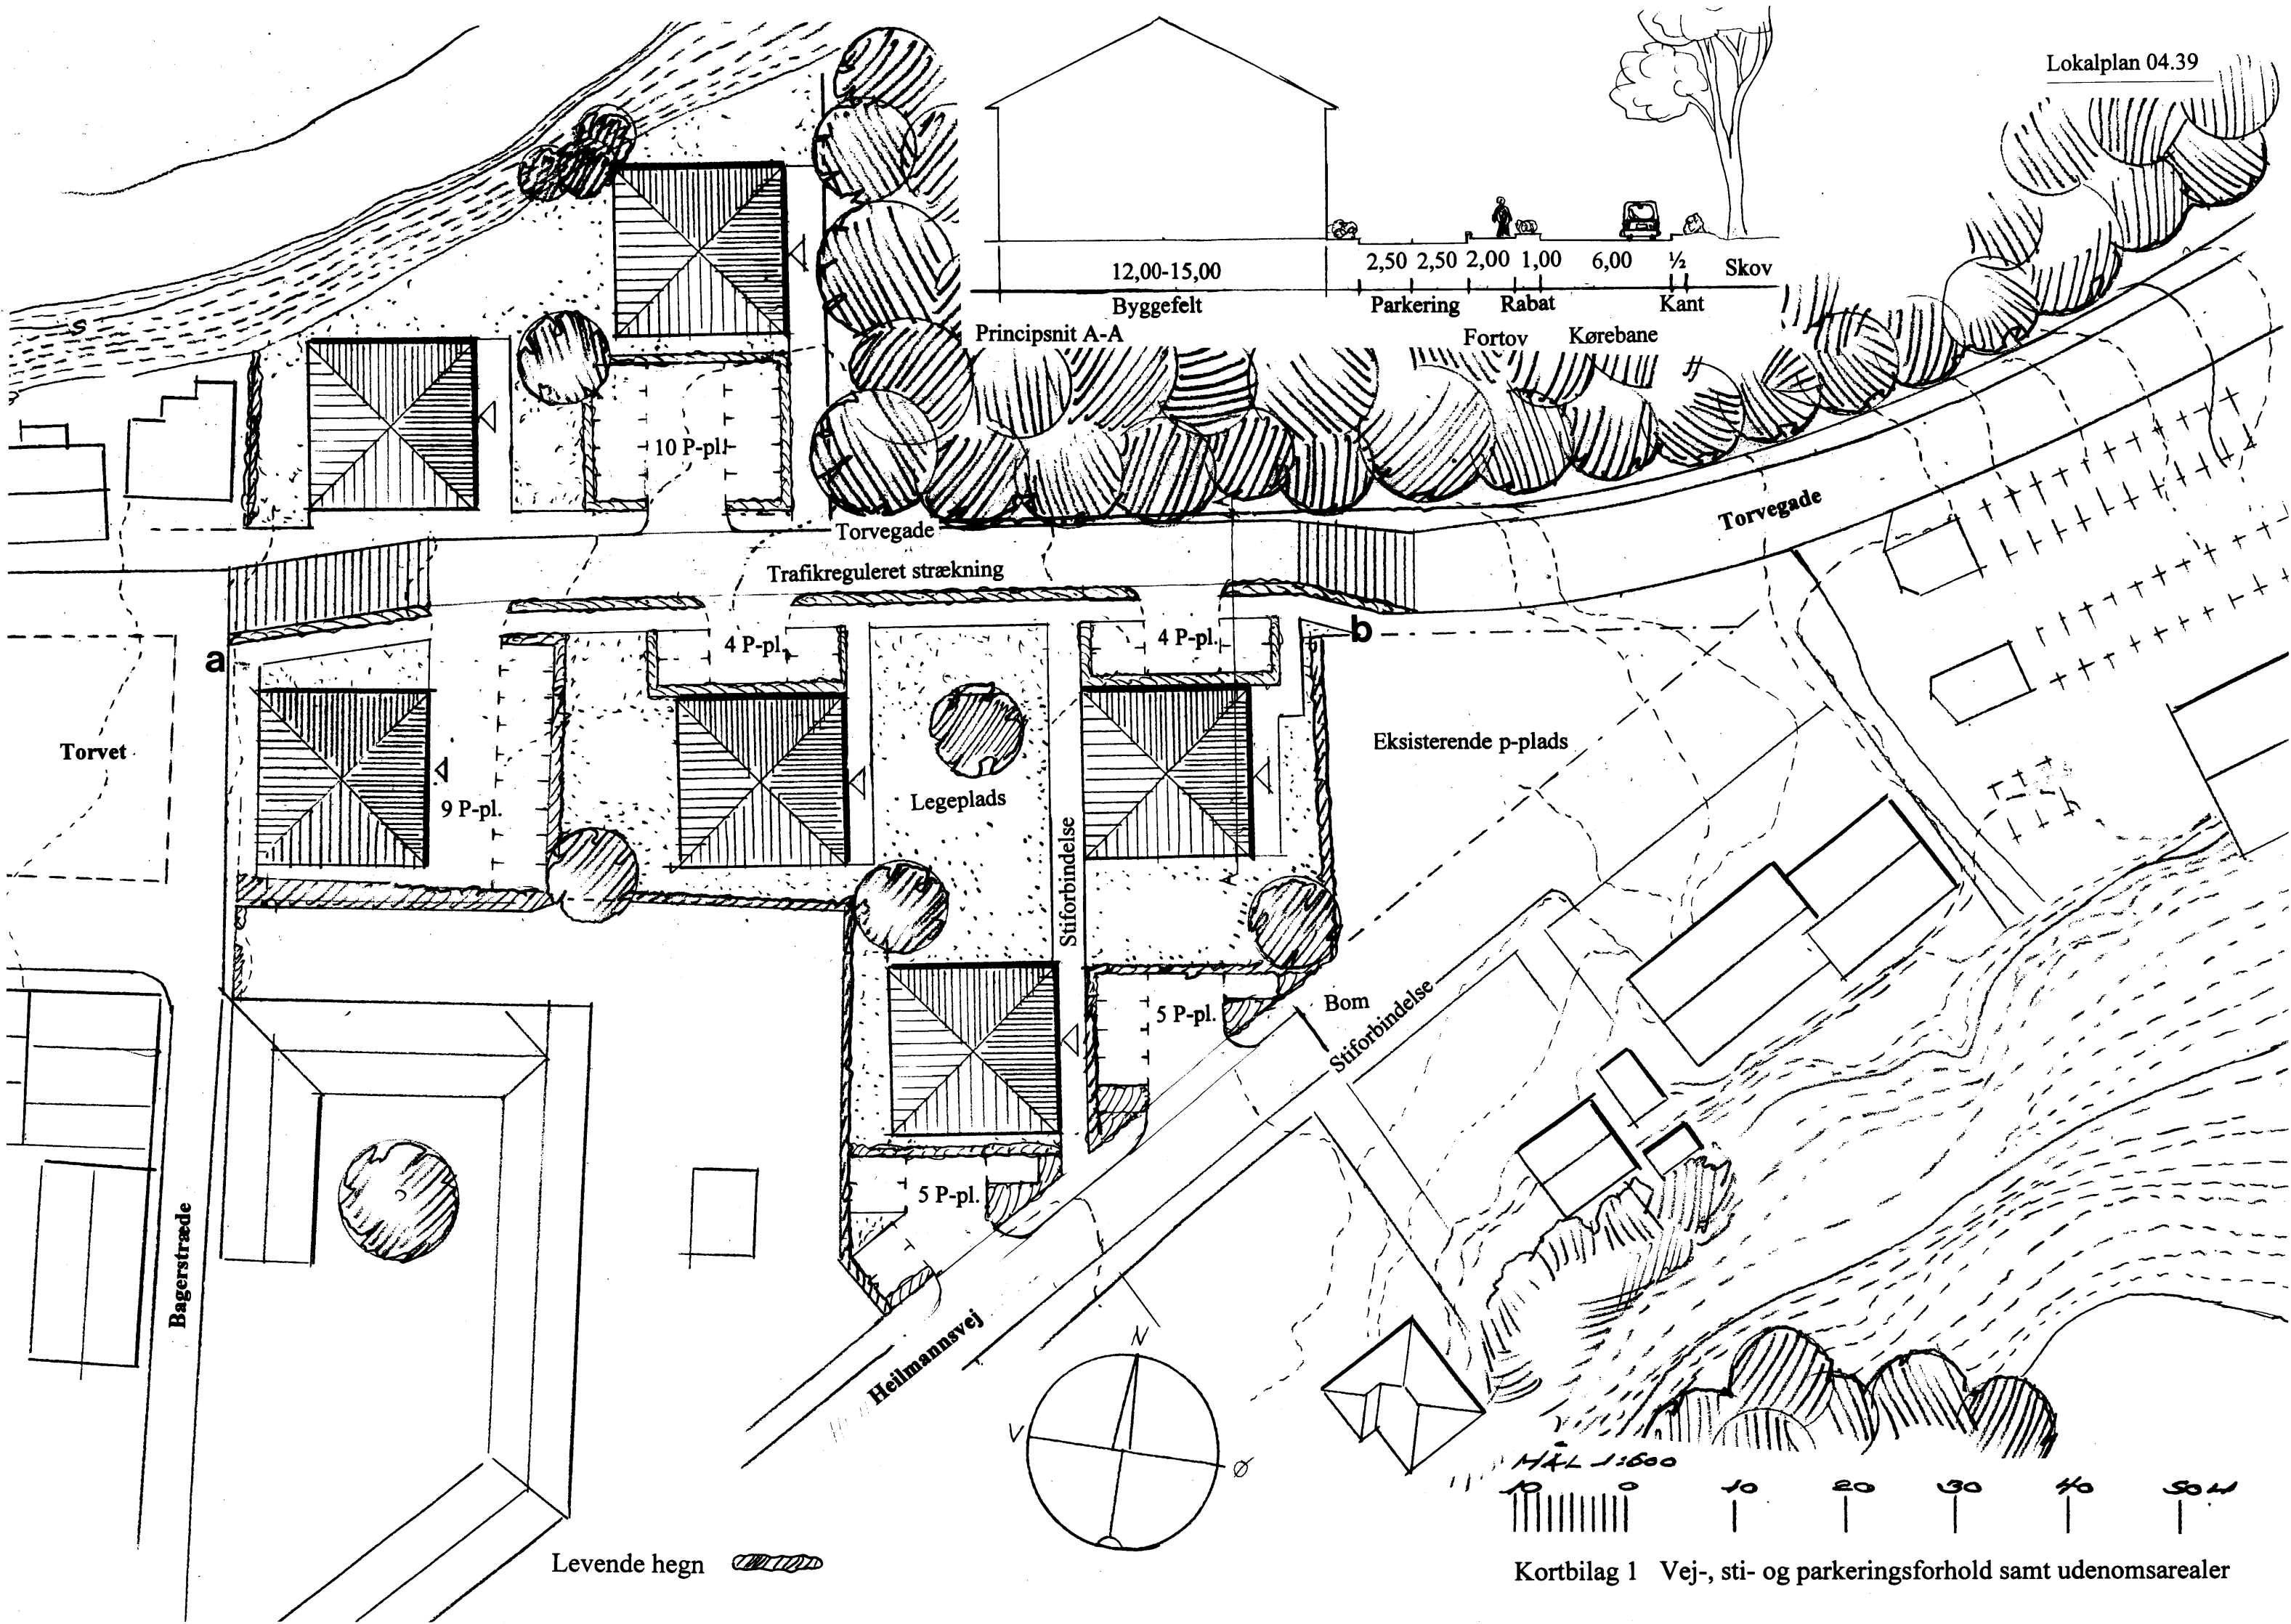 Lokalplan 04.39
12,00-15,00
2,50 2,50 2,00 1,00 6,00 ½ Skov
Byggefelt
Parkering Rabat Kant
Principsnit A-A
Fortov Kørebane
S
10 P-pl.
Torvegade
Torvegade
Trafikreguleret strækning
4 P-pl.
4 P-pl.
a
b
Torvet
9 P-pl.
Legeplads
Stiforbindelse
Eksisterende p-plads
A
5 P-pl.
Bom
Stiforbindelse
5 P-pl.
Bagerstræde
Heilmannsvej
N
V
Ø
MÅL 1:600
10 0 10 20 30 40 50 M
Levende hegn
Kortbilag 1 Vej-, sti- og parkeringsforhold samt udenomsarealer